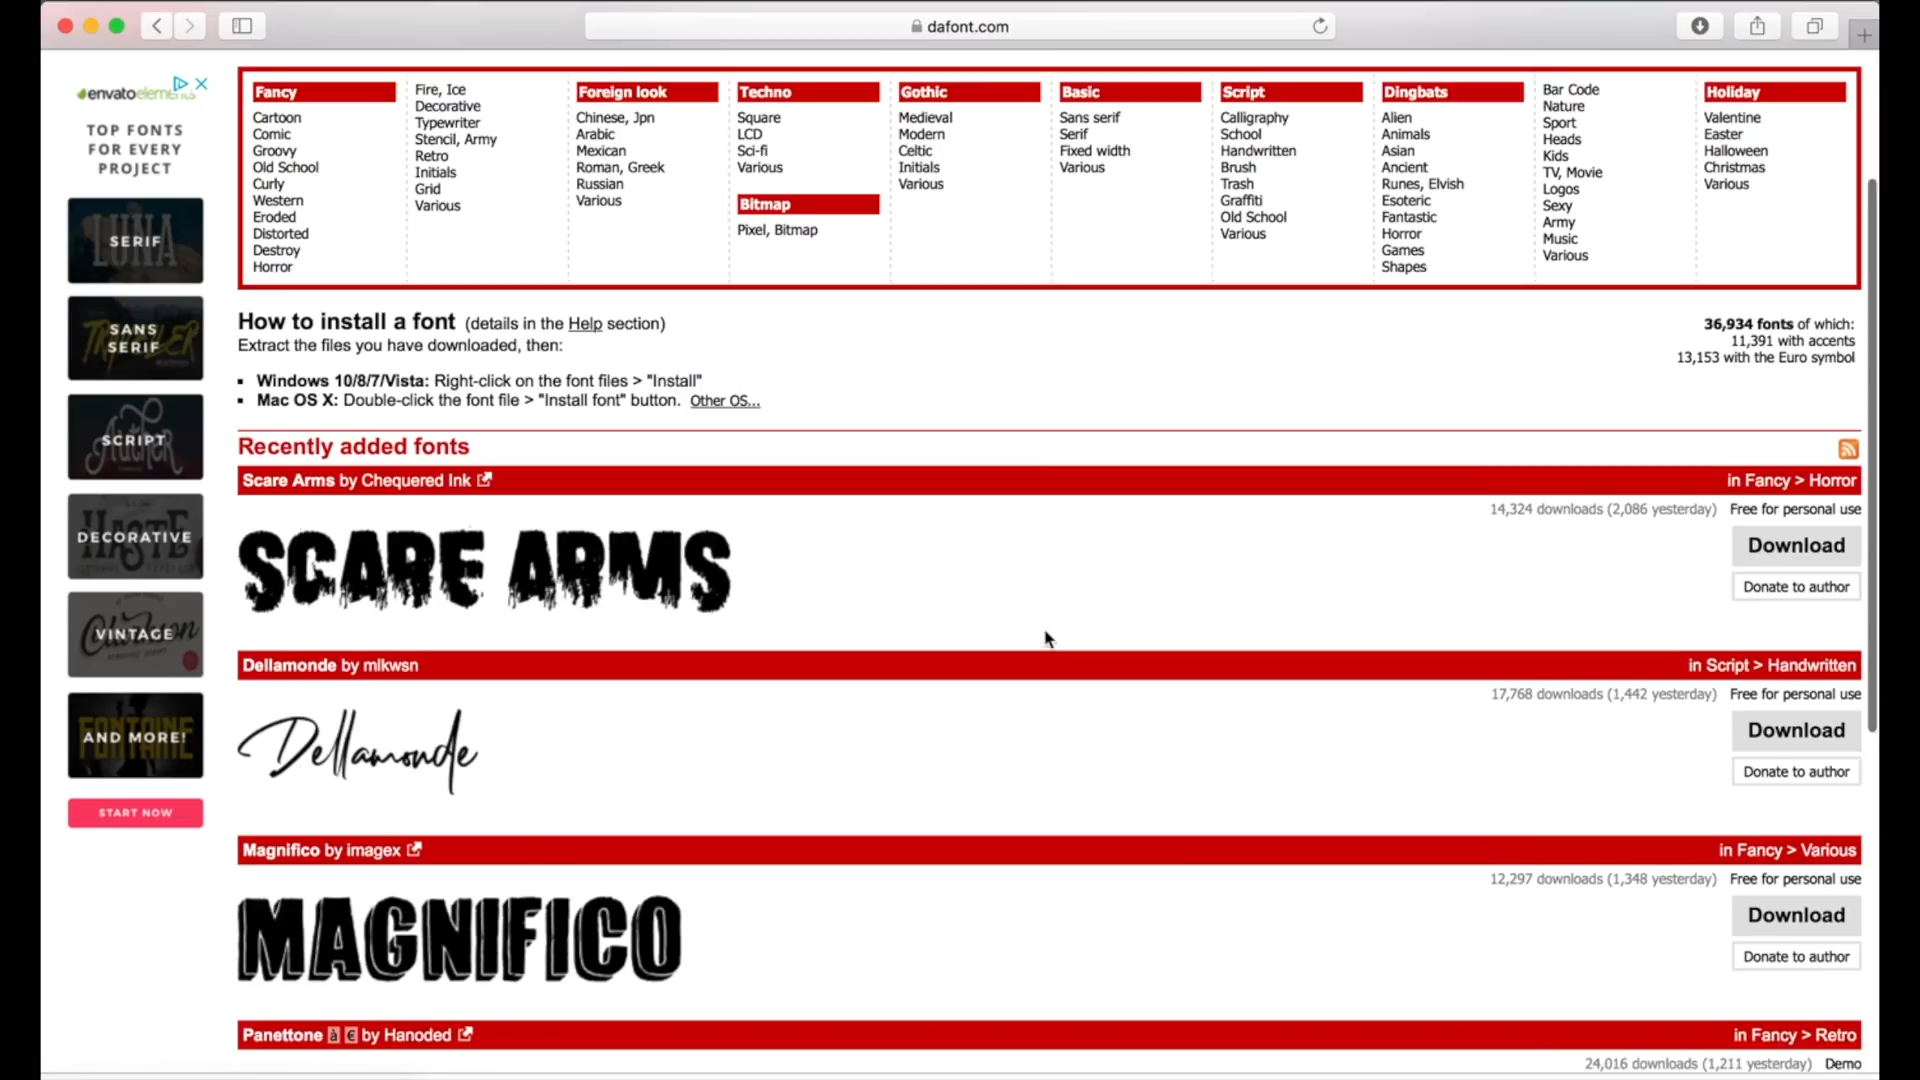 dafont.com
envatoelements
TOP FONTS
FOR EVERY
PROJECT
SERIF
SANS
SERIF
SCRIPT
DECORATIVE
VINTAGE
AND MORE!
START NOW
Fancy
Cartoon
Comic
Groovy
Old School
Curly
Western
Eroded
Distorted
Destroy
Horror
Fire, Ice
Decorative
Typewriter
Stencil, Army
Retro
Initials
Grid
Various
Foreign look
Chinese, Jpn
Arabic
Mexican
Roman, Greek
Russian
Various
Techno
Square
LCD
Sci-fi
Various
Bitmap
Pixel, Bitmap
Gothic
Medieval
Modern
Celtic
Initials
Various
Basic
Sans serif
Serif
Fixed width
Various
Script
Calligraphy
School
Handwritten
Brush
Trash
Graffiti
Old School
Various
Dingbats
Alien
Animals
Asian
Ancient
Runes, Elvish
Esoteric
Fantastic
Horror
Games
Shapes
Bar Code
Nature
Sport
Heads
Kids
TV, Movie
Logos
Sexy
Army
Music
Various
Holiday
Valentine
Easter
Halloween
Christmas
Various
How to install a font (details in the Help section)
Extract the files you have downloaded, then:
Windows 10/8/7/Vista: Right-click on the font files > "Install"
Mac OS X: Double-click the font file > "Install font" button. Other OS...
36,934 fonts of which:
11,391 with accents
13,153 with the Euro symbol
Recently added fonts
Scare Arms by Chequered Ink in Fancy > Horror
14,324 downloads (2,086 yesterday) Free for personal use
SCARE ARMS
Download
Donate to author
Dellamonde by mlkwsn in Script > Handwritten
17,768 downloads (1,442 yesterday) Free for personal use
Dellamonde
Download
Donate to author
Magnifico by imagex in Fancy > Various
12,297 downloads (1,348 yesterday) Free for personal use
MAGNIFICO
Download
Donate to author
Panettone à € by Hanoded in Fancy > Retro
24,016 downloads (1,211 yesterday) Demo